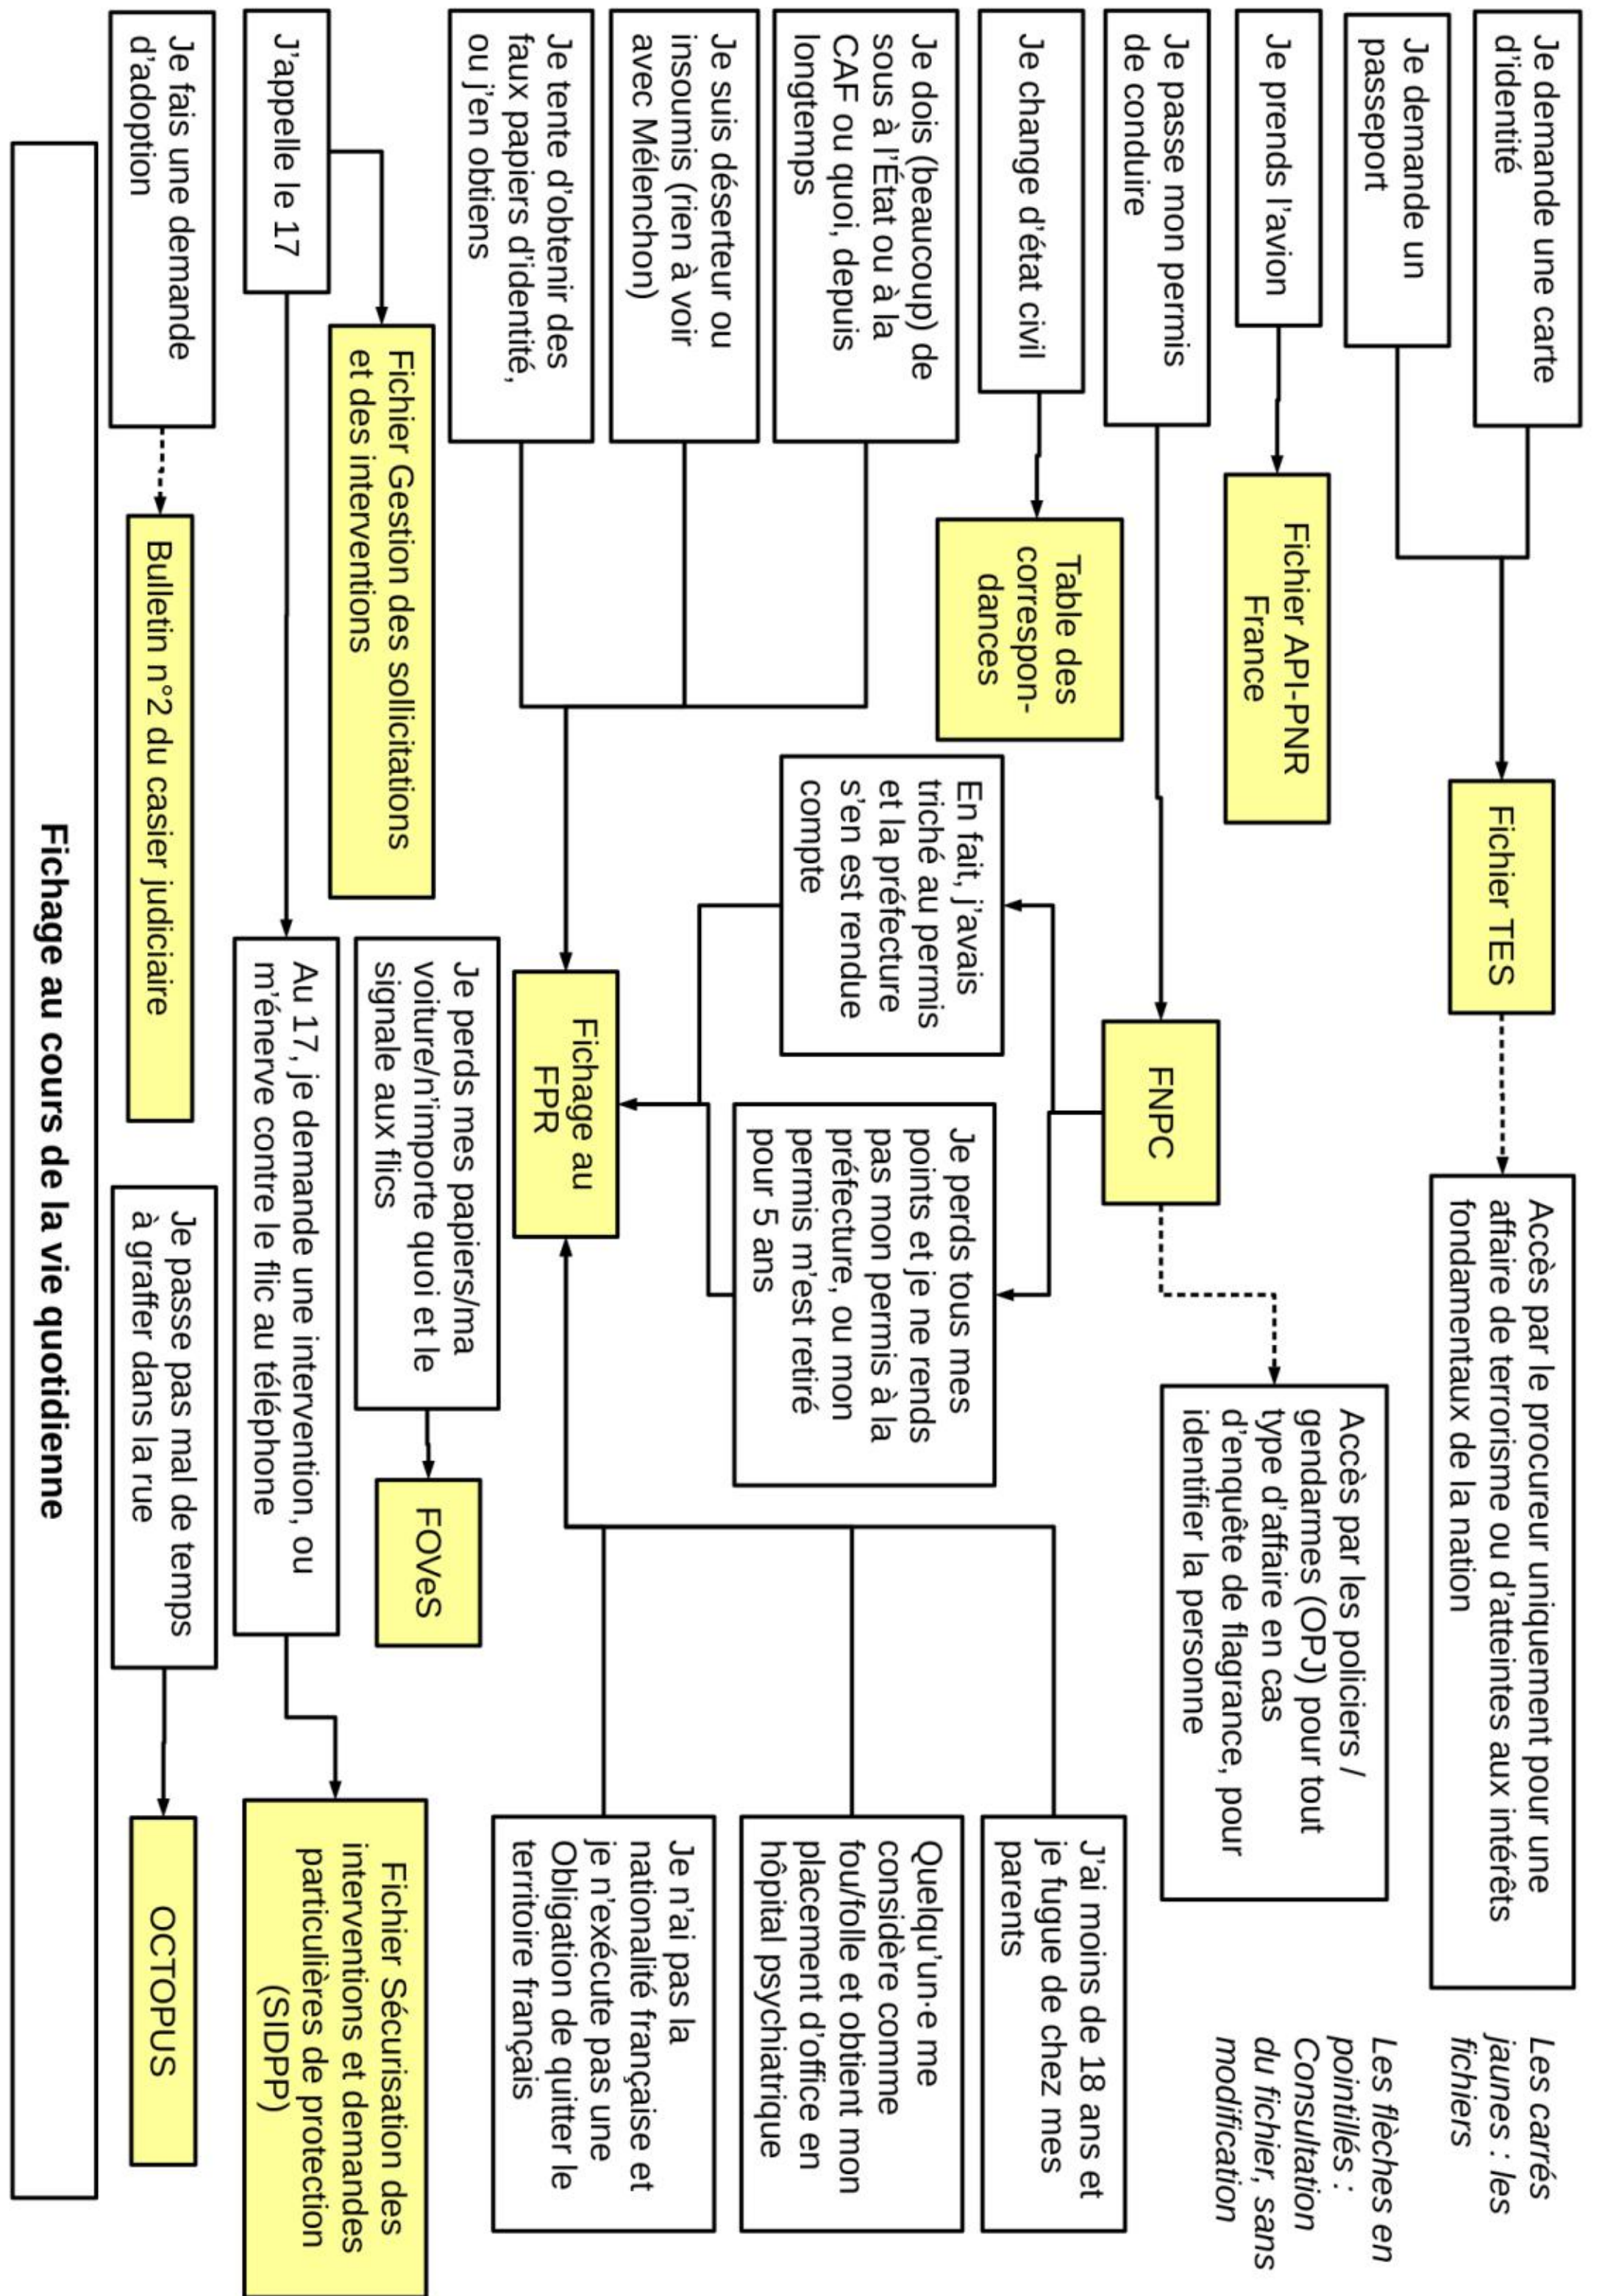 Je demande une carte
d'identité
Je demande un
passeport
Fichier TES
Accès par le procureur uniquement pour une
affaire de terrorisme ou d'atteintes aux intérêts
fondamentaux de la nation
Les carrés
jaunes : les
fichiers
Je prends l'avion
Fichier API-PNR
France
Les flèches en
pointillés :
Consultation
du fichier, sans
modification
Je passe mon permis
de conduire
FNPC
Accès par les policiers /
gendarmes (OPJ) pour tout
type d'affaire en cas
d'enquête de flagrance, pour
identifier la personne
Je change d'état civil
Table des
correspon-
dances
Je dois (beaucoup) de
sous à l'État ou à la
CAF ou quoi, depuis
longtemps
En fait, j'avais
triché au permis
et la préfecture
s'en est rendue
compte
Je perds tous mes
points et je ne rends
pas mon permis à la
préfecture, ou mon
permis m'est retiré
pour 5 ans
J'ai moins de 18 ans et
je fugue de chez mes
parents
Je suis déserteur ou
insoumis (rien à voir
avec Mélenchon)
Quelqu'un·e me
considère comme
fou/folle et obtient mon
placement d'office en
hôpital psychiatrique
Je tente d'obtenir des
faux papiers d'identité,
ou j'en obtiens
Fichage au
FPR
Je n'ai pas la
nationalité française et
je n'exécute pas une
Obligation de quitter le
territoire français
J'appelle le 17
Fichier Gestion des sollicitations
et des interventions
Je perds mes papiers/ma
voiture/n'importe quoi et le
signale aux flics
FOVeS
Au 17, je demande une intervention, ou
m'énerve contre le flic au téléphone
Fichier Sécurisation des
interventions et demandes
particulières de protection
(SIDPP)
Je fais une demande
d'adoption
Bulletin n°2 du casier judiciaire
Je passe pas mal de temps
à graffer dans la rue
OCTOPUS
Fichage au cours de la vie quotidienne